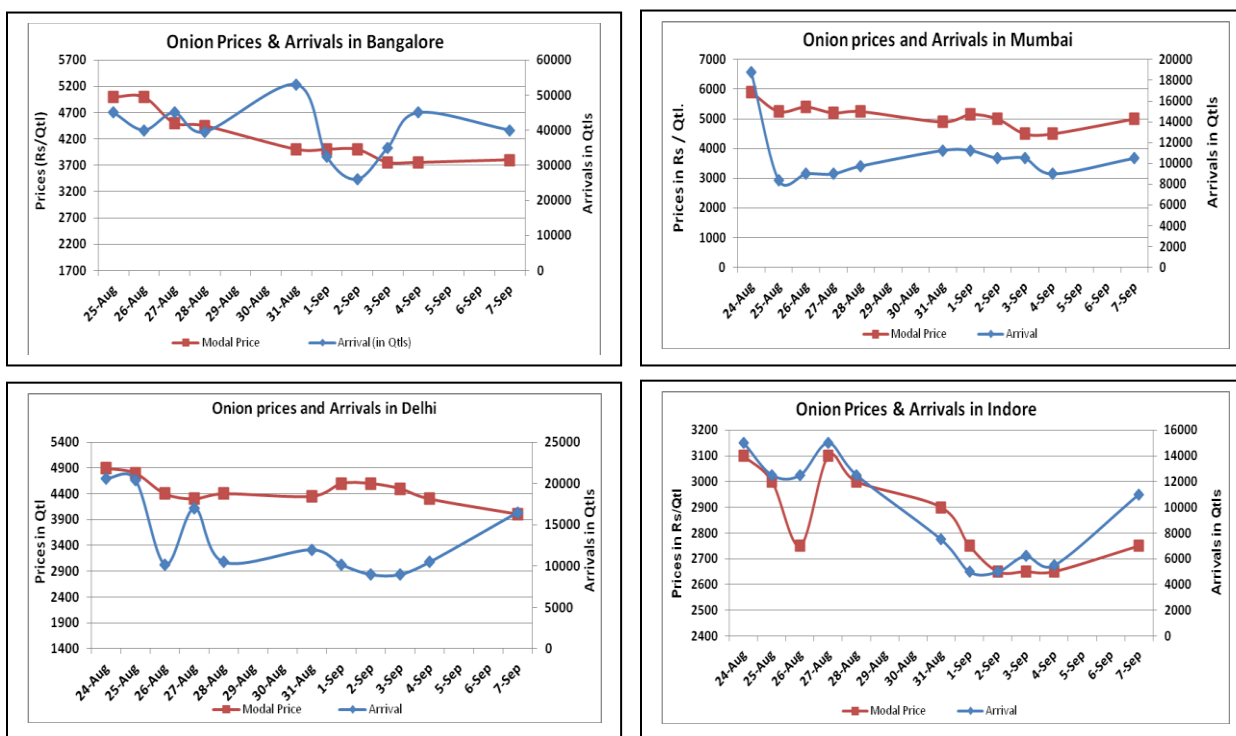 Onion Prices & Arrivals in Bangalore
Prices (Rs/Qtl)
5700
5200
4700
4200
3700
3200
2700
2200
1700
60000
50000
40000
30000
20000
10000
0
Arrivals in Qtls
25-Aug
26-Aug
27-Aug
28-Aug
29-Aug
30-Aug
31-Aug
1-Sep
2-Sep
3-Sep
4-Sep
5-Sep
6-Sep
7-Sep
Modal Price
Arrival (in Qtls)
Onion prices and Arrivals in Mumbai
Prices in Rs / Qtl.
7000
6000
5000
4000
3000
2000
1000
0
20000
18000
16000
14000
12000
10000
8000
6000
4000
2000
0
Arrivals in Qtls
24-Aug
25-Aug
26-Aug
27-Aug
28-Aug
29-Aug
30-Aug
31-Aug
1-Sep
2-Sep
3-Sep
4-Sep
5-Sep
6-Sep
7-Sep
Modal Price
Arrival
Onion prices and Arrivals in Delhi
Prices in Qtl
5400
4900
4400
3900
3400
2900
2400
1900
1400
25000
20000
15000
10000
5000
0
Arrivals in Qtls
24-Aug
25-Aug
26-Aug
27-Aug
28-Aug
29-Aug
30-Aug
31-Aug
1-Sep
2-Sep
3-Sep
4-Sep
5-Sep
6-Sep
7-Sep
Modal Price
Arrival
Onion Prices & Arrivals in Indore
Prices in Rs/Qtl
3200
3100
3000
2900
2800
2700
2600
2500
2400
16000
14000
12000
10000
8000
6000
4000
2000
0
Arrivals in Qtls
24-Aug
25-Aug
26-Aug
27-Aug
28-Aug
29-Aug
30-Aug
31-Aug
1-Sep
2-Sep
3-Sep
4-Sep
5-Sep
6-Sep
7-Sep
Modal Price
Arrival